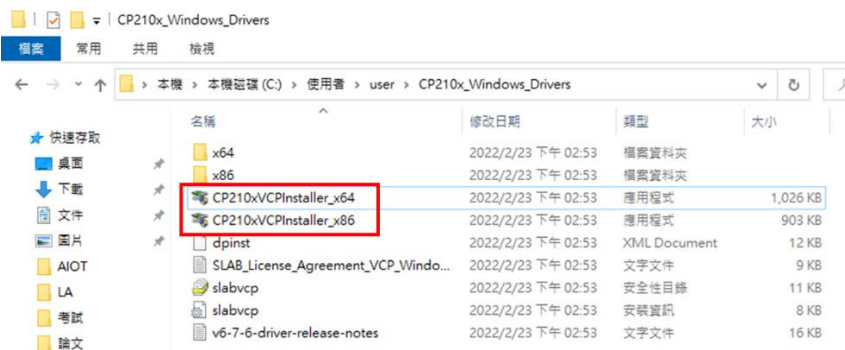 CP210x_Windows_Drivers
檔案 常用 共用 檢視
本機 › 本機磁碟 (C:) › 使用者 › user › CP210x_Windows_Drivers
快速存取
桌面
下載
文件
圖片
AIOT
LA
考試
論文
名稱 修改日期 類型 大小
x64 2022/2/23 下午 02:53 檔案資料夾
x86 2022/2/23 下午 02:53 檔案資料夾
CP210xVCPInstaller_x64 2022/2/23 下午 02:53 應用程式 1,026 KB
CP210xVCPInstaller_x86 2022/2/23 下午 02:53 應用程式 903 KB
dpinst 2022/2/23 下午 02:53 XML Document 12 KB
SLAB_License_Agreement_VCP_Windo... 2022/2/23 下午 02:53 文字文件 9 KB
slabvcp 2022/2/23 下午 02:53 安全性目錄 11 KB
slabvcp 2022/2/23 下午 02:53 安裝資訊 8 KB
v6-7-6-driver-release-notes 2022/2/23 下午 02:53 文字文件 16 KB